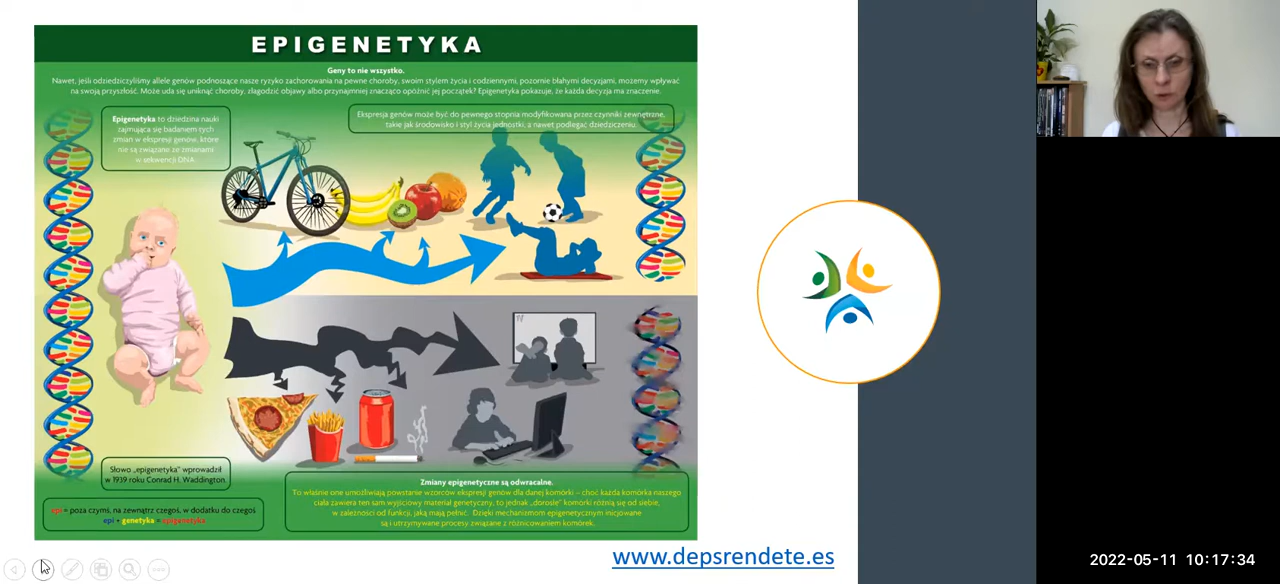 EPIGENETYKA
Geny to nie wszystko.
Nawet, jeśli odziedziczyliśmy allele genów podnoszące nasze ryzyko zachorowania na pewne choroby, swoim stylem życia i codziennymi, pozornie błahymi decyzjami, możemy wpływać
na swoją przyszłość. Może uda się uniknąć choroby, złagodzić objawy albo przynajmniej znacząco opóźnić jej początek? Epigenetyka pokazuje, że każda decyzja ma znaczenie.
Epigenetyka to dziedzina nauki
zajmująca się badaniem tych
zmian w ekspresji genów, które
nie są związane ze zmianami
w sekwencji DNA.
Ekspresja genów może być do pewnego stopnia modyfikowana przez czynniki zewnętrzne,
takie jak środowisko i styl życia jednostki, a nawet podlegać dziedziczeniu.
Słowo „epigenetyka” wprowadził
w 1939 roku Conrad H. Waddington.
epi = poza czymś, na zewnątrz czegoś, w dodatku do czegoś
epi + genetyka = epigenetyka
Zmiany epigenetyczne są odwracalne.
To właśnie one umożliwiają powstanie wzorców ekspresji genów dla danej komórki – choć każda komórka naszego
ciała zawiera ten sam wyjściowy materiał genetyczny, to jednak „dorosłe” komórki różnią się od siebie,
w zależności od funkcji, jaką mają pełnić. Dzięki mechanizmom epigenetycznym inicjowane
są i utrzymywane procesy związane z różnicowaniem komórek.
www.depsrendete.es
2022-05-11 10:17:34